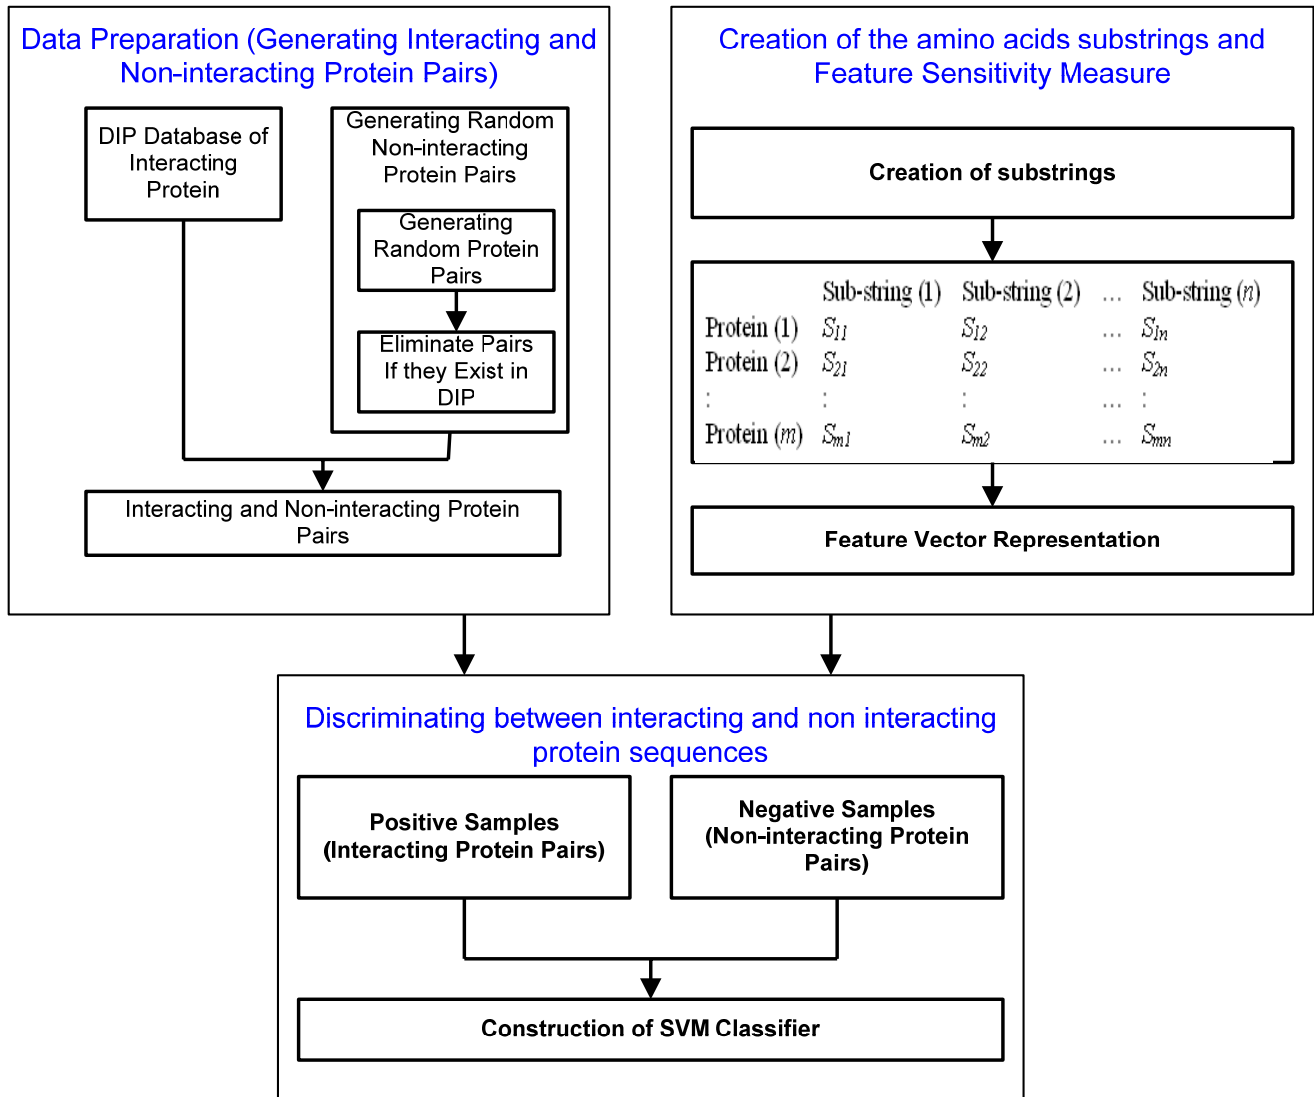 Data Preparation (Generating Interacting and
Non-interacting Protein Pairs)
DIP Database of
Interacting
Protein
Generating Random
Non-interacting
Protein Pairs
Generating
Random Protein
Pairs
Eliminate Pairs
If they Exist in
DIP
Interacting and Non-interacting Protein
Pairs
Creation of the amino acids substrings and
Feature Sensitivity Measure
Creation of substrings
Sub-string (1) Sub-string (2) ... Sub-string (n)
Protein (1) S11 S12 ... S1n
Protein (2) S21 S22 ... S2n
: : : ... :
Protein (m) Sm1 Sm2 ... Smn
Feature Vector Representation
Discriminating between interacting and non interacting
protein sequences
Positive Samples
(Interacting Protein Pairs)
Negative Samples
(Non-interacting Protein
Pairs)
Construction of SVM Classifier